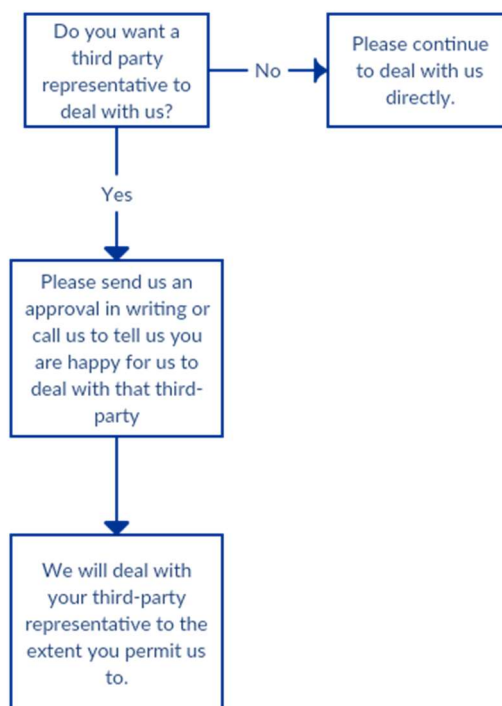 Do you want a
third party
representative to
deal with us?
No
Please continue
to deal with us
directly.
Yes
Please send us an
approval in writing or
call us to tell us you
are happy for us to
deal with that third-
party
We will deal with
your third-party
representative to the
extent you permit us
to.